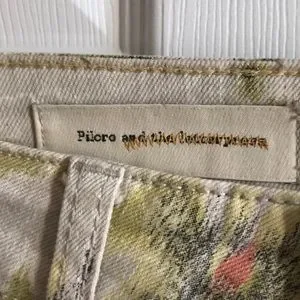 Pilcro and the letterpress